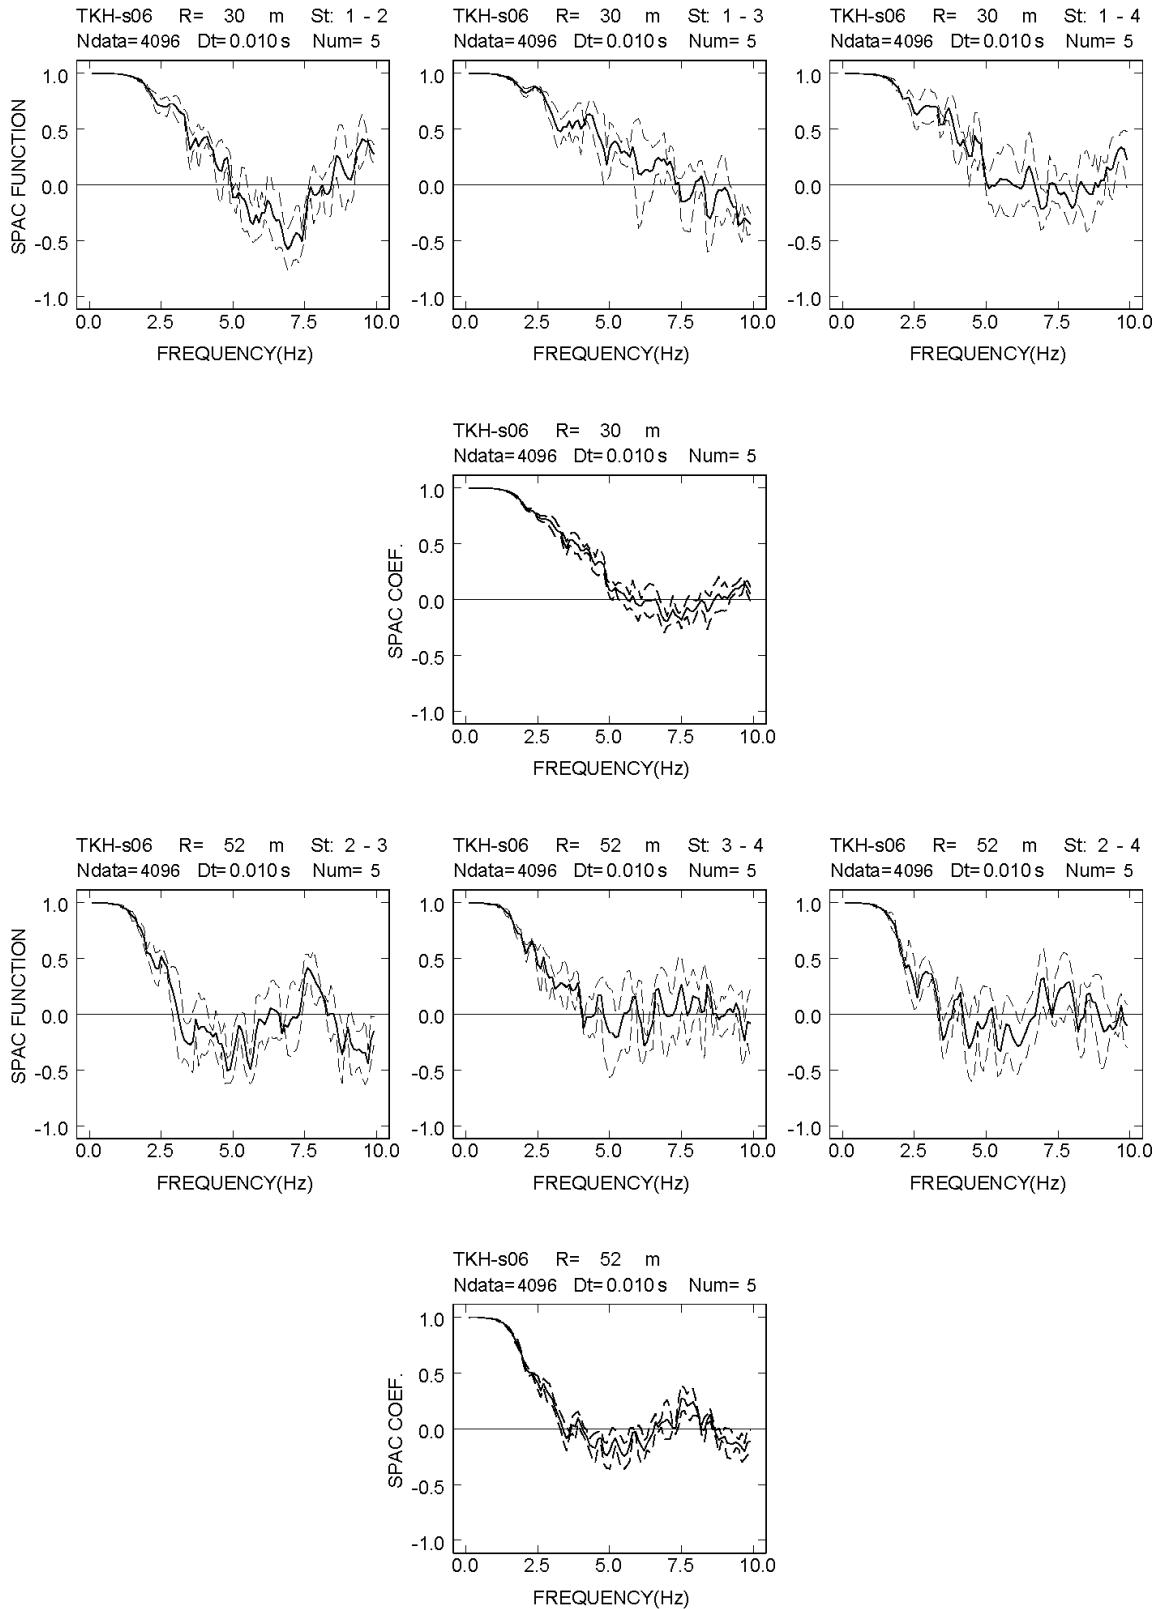 TKH-s06 R= 30 m St: 1 - 2
Ndata=4096 Dt=0.010 s Num= 5
1.0
0.5
0.0
-0.5
-1.0
SPAC FUNCTION
0.0 2.5 5.0 7.5 10.0
FREQUENCY(Hz)
TKH-s06 R= 30 m St: 1 - 3
Ndata=4096 Dt=0.010 s Num= 5
1.0
0.5
0.0
-0.5
-1.0
0.0 2.5 5.0 7.5 10.0
FREQUENCY(Hz)
TKH-s06 R= 30 m St: 1 - 4
Ndata=4096 Dt=0.010 s Num= 5
1.0
0.5
0.0
-0.5
-1.0
0.0 2.5 5.0 7.5 10.0
FREQUENCY(Hz)
TKH-s06 R= 30 m
Ndata=4096 Dt=0.010 s Num= 5
1.0
0.5
0.0
-0.5
-1.0
SPAC COEF.
0.0 2.5 5.0 7.5 10.0
FREQUENCY(Hz)
TKH-s06 R= 52 m St: 2 - 3
Ndata=4096 Dt=0.010 s Num= 5
1.0
0.5
0.0
-0.5
-1.0
SPAC FUNCTION
0.0 2.5 5.0 7.5 10.0
FREQUENCY(Hz)
TKH-s06 R= 52 m St: 3 - 4
Ndata=4096 Dt=0.010 s Num= 5
1.0
0.5
0.0
-0.5
-1.0
0.0 2.5 5.0 7.5 10.0
FREQUENCY(Hz)
TKH-s06 R= 52 m St: 2 - 4
Ndata=4096 Dt=0.010 s Num= 5
1.0
0.5
0.0
-0.5
-1.0
0.0 2.5 5.0 7.5 10.0
FREQUENCY(Hz)
TKH-s06 R= 52 m
Ndata=4096 Dt=0.010 s Num= 5
1.0
0.5
0.0
-0.5
-1.0
SPAC COEF.
0.0 2.5 5.0 7.5 10.0
FREQUENCY(Hz)